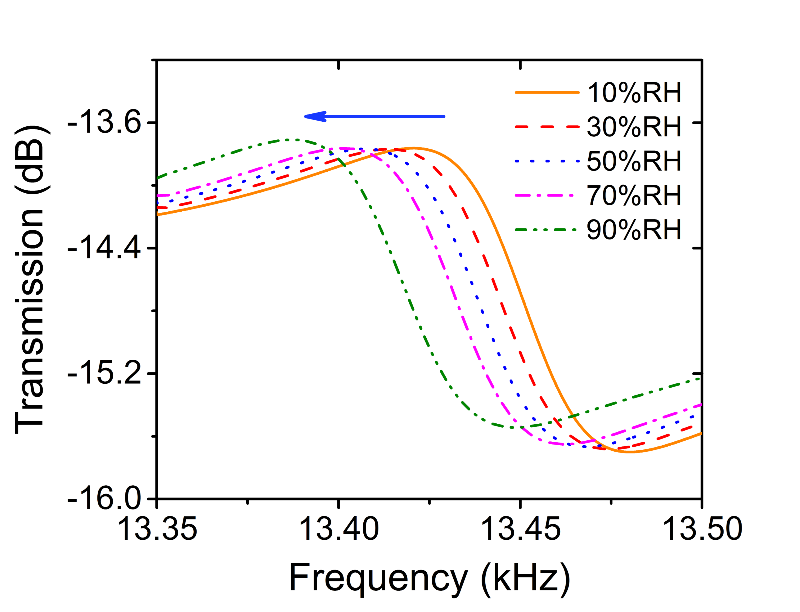 10%RH
30%RH
50%RH
70%RH
90%RH
Transmission (dB)
-13.6
-14.4
-15.2
-16.0
13.35 13.40 13.45 13.50
Frequency (kHz)